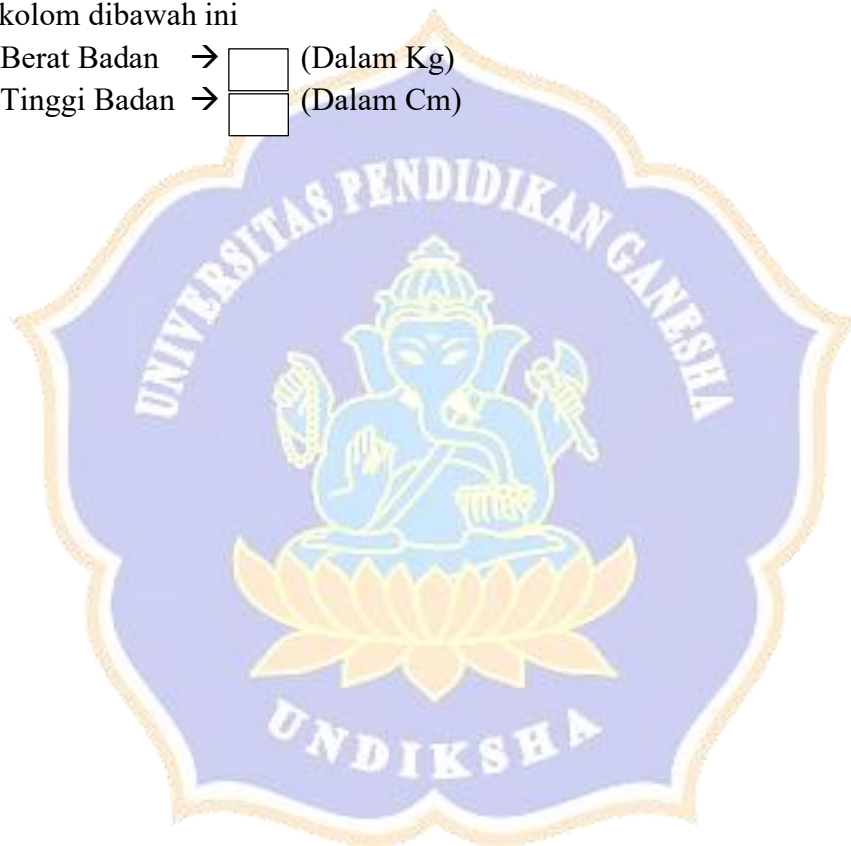 kolom dibawah ini
Berat Badan → (Dalam Kg)
Tinggi Badan → (Dalam Cm)
UNIVERSITAS PENDIDIKAN GANESHA
UNDIKSHA